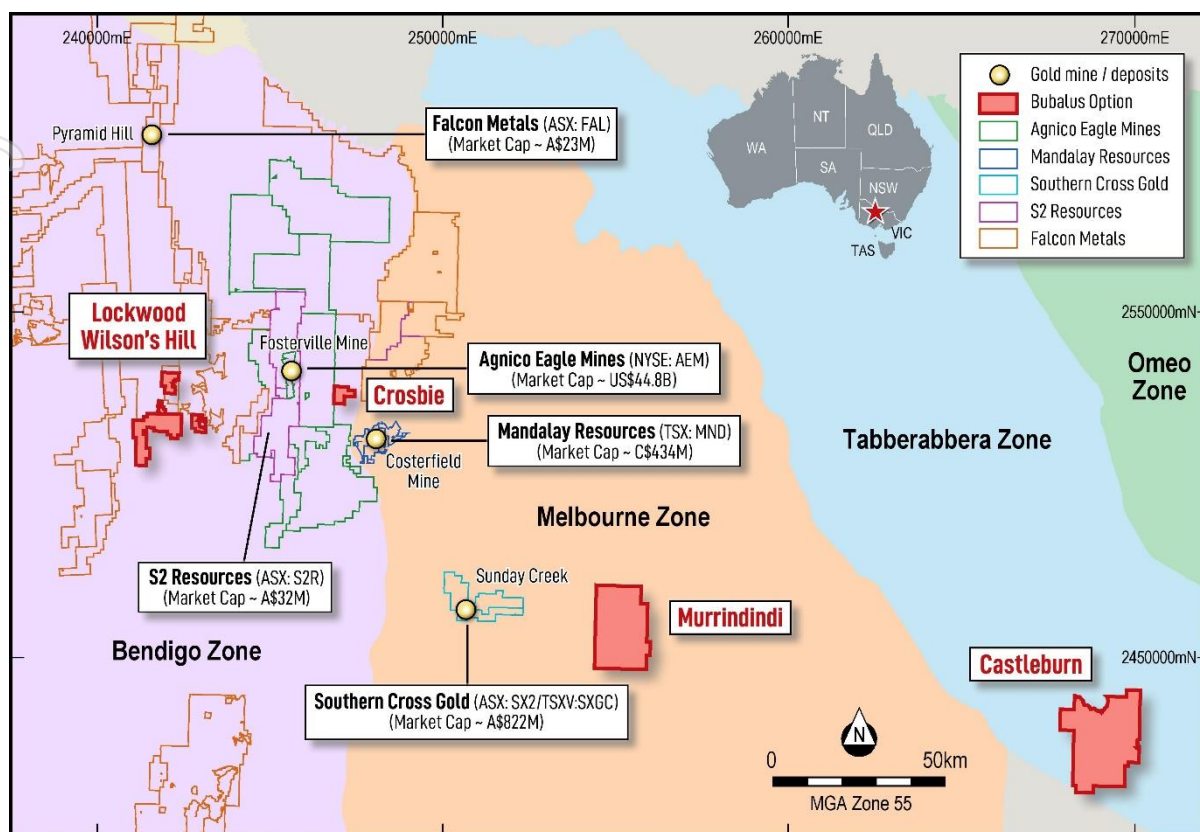 240000mE
250000mE
260000mE
270000mE
Gold mine / deposits
Bubalus Option
Agnico Eagle Mines
Mandalay Resources
Southern Cross Gold
S2 Resources
Falcon Metals
WA
NT
QLD
SA
NSW
VIC
TAS
Pyramid Hill
Falcon Metals (ASX: FAL)
(Market Cap ~ A$23M)
2550000mN
Lockwood
Wilson's Hill
Fosterville Mine
Agnico Eagle Mines (NYSE: AEM)
(Market Cap ~ US$44.8B)
Crosbie
Omeo
Zone
Mandalay Resources (TSX: MND)
(Market Cap ~ C$434M)
Costerfield
Mine
Tabberabbera Zone
Melbourne Zone
S2 Resources (ASX: S2R)
(Market Cap ~ A$32M)
Sunday Creek
Murrindindi
Bendigo Zone
2450000mN
Castleburn
Southern Cross Gold (ASX: SX2/TSXV:SXGC)
(Market Cap ~ A$822M)
N
0
50km
MGA Zone 55